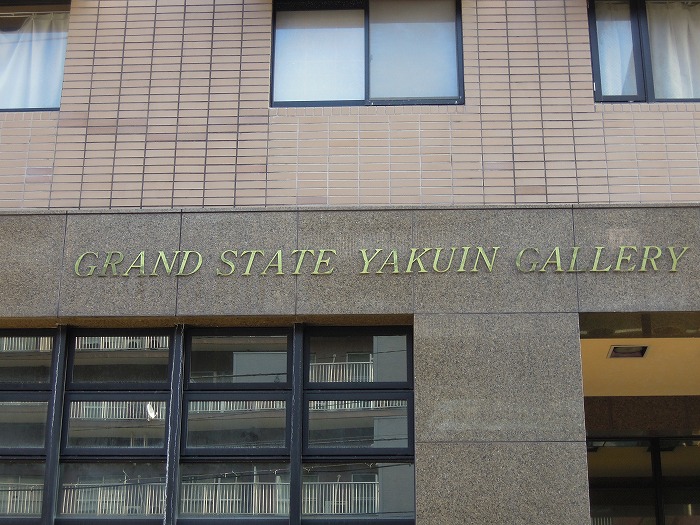 GRAND STATE YAKUIN GALLERY